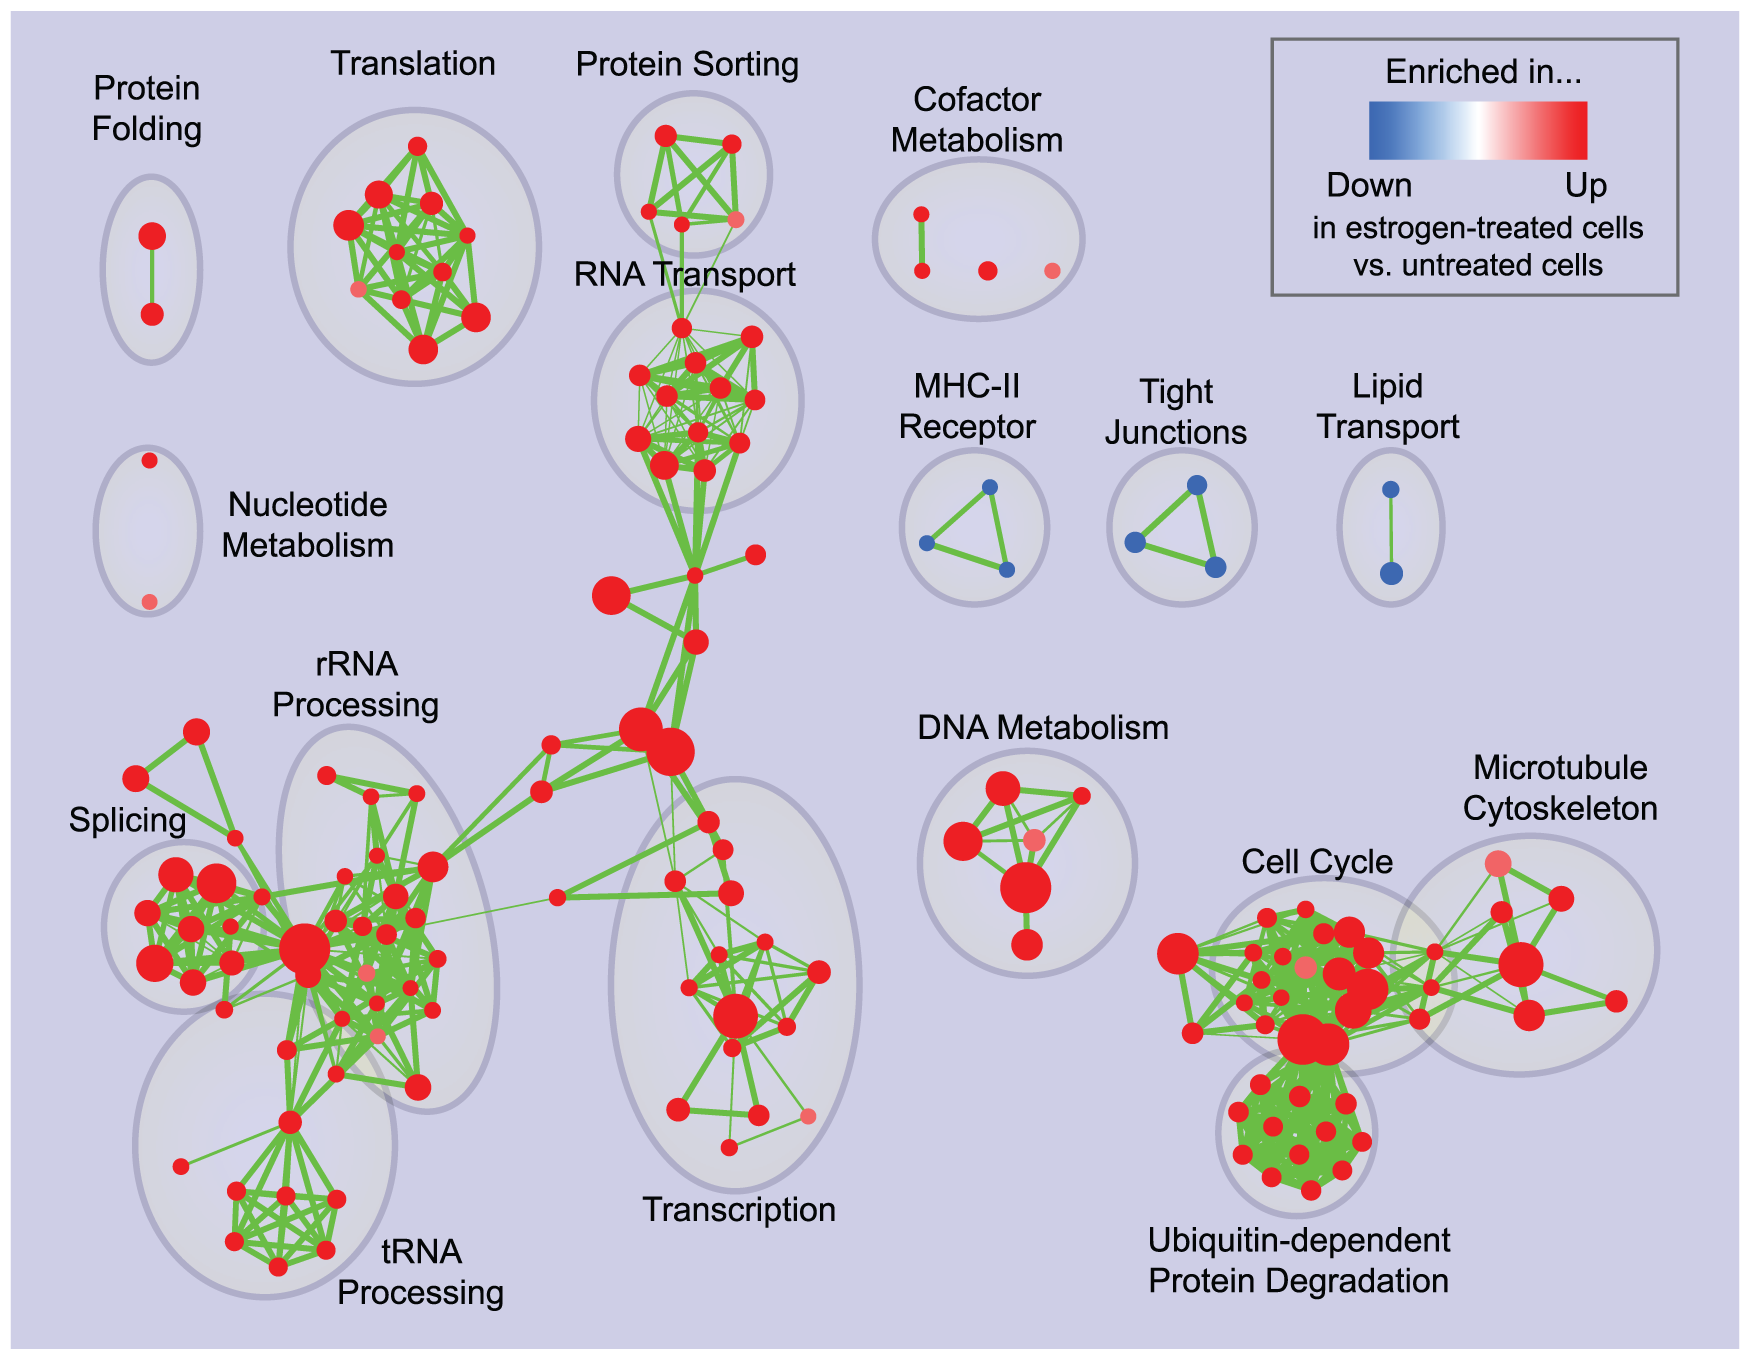 Translation
Protein Sorting
Protein
Folding
Cofactor
Metabolism
Enriched in...
Down
Up
in estrogen-treated cells
vs. untreated cells
RNA Transport
MHC-II
Receptor
Tight
Junctions
Lipid
Transport
Nucleotide
Metabolism
rRNA
Processing
DNA Metabolism
Microtubule
Cytoskeleton
Splicing
Cell Cycle
Transcription
tRNA
Processing
Ubiquitin-dependent
Protein Degradation